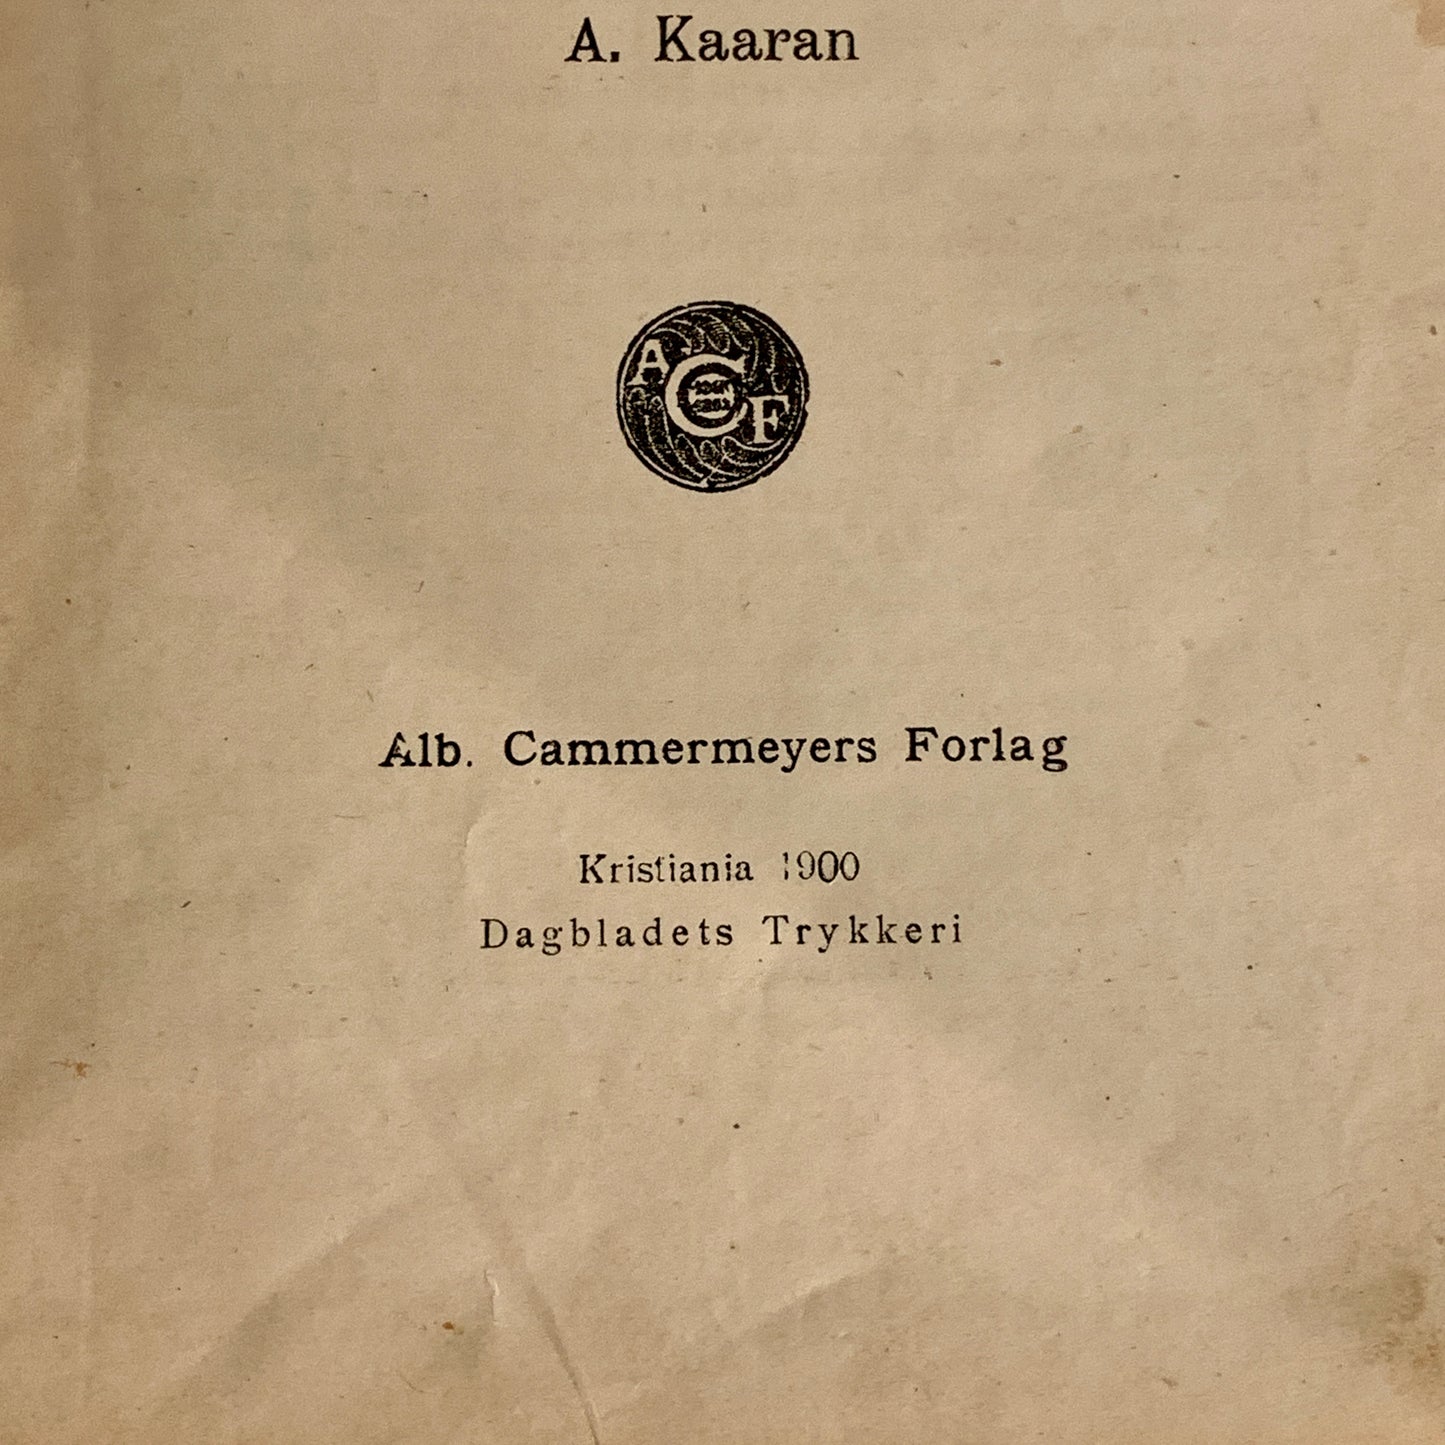 A. Kaaran
A C F
Alb. Cammermeyers Forlag
Kristiania 1900
Dagbladets Trykkeri